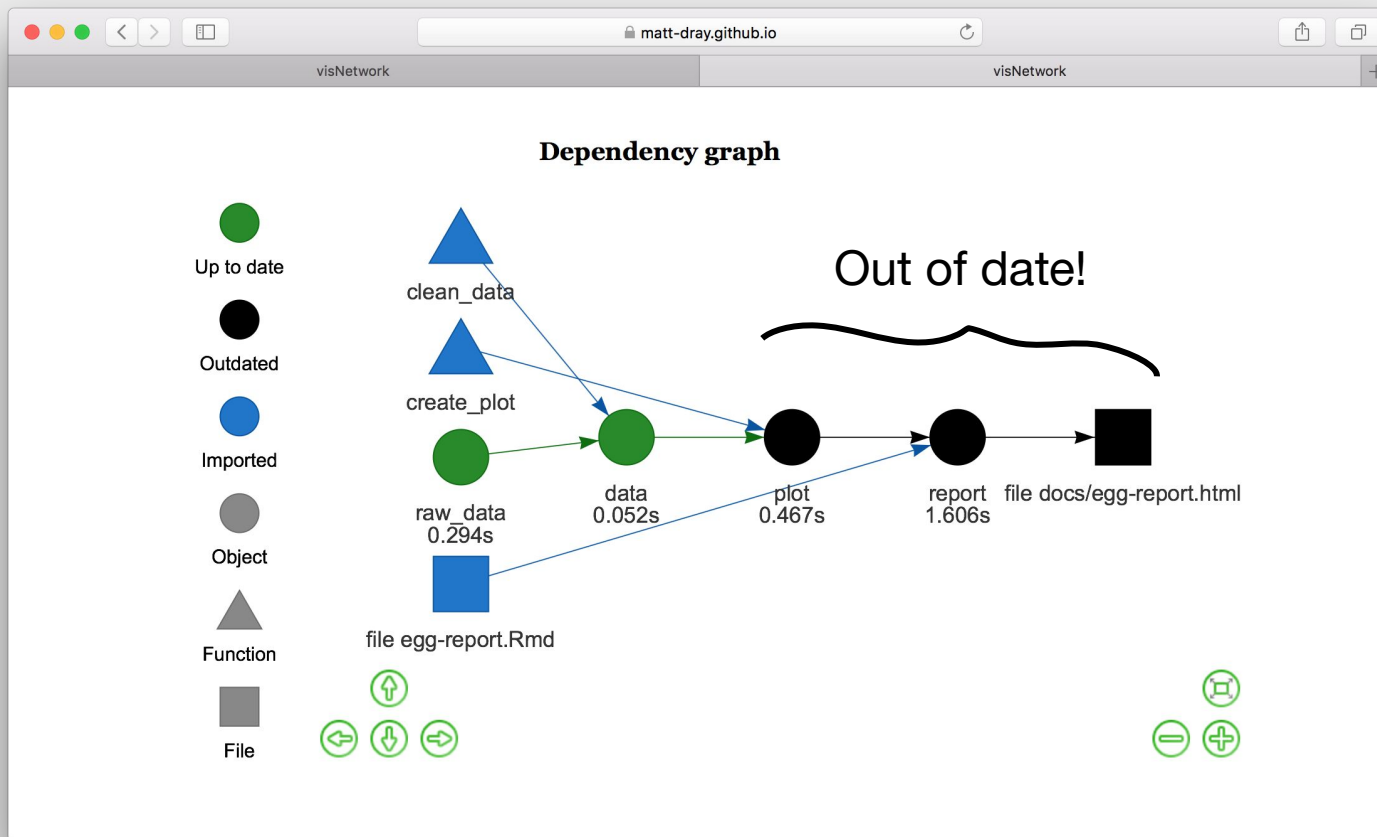 matt-dray.github.io
visNetwork
visNetwork
Dependency graph
Up to date
Outdated
Imported
Object
Function
File
clean_data
create_plot
raw_data
0.294s
file egg-report.Rmd
data
0.052s
plot
0.467s
report
1.606s
file docs/egg-report.html
Out of date!